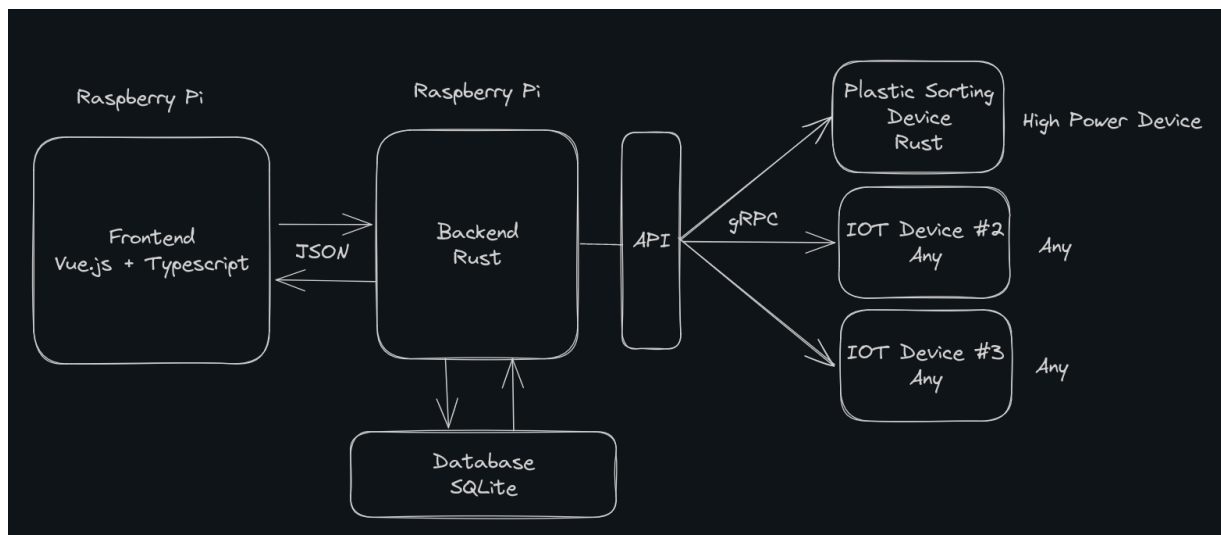 Raspberry Pi
Frontend
Vue.js + Typescript
JSON
Raspberry Pi
Backend
Rust
Database
SQLite
API
gRPC
Plastic Sorting
Device
Rust
High Power Device
IOT Device #2
Any
Any
IOT Device #3
Any
Any